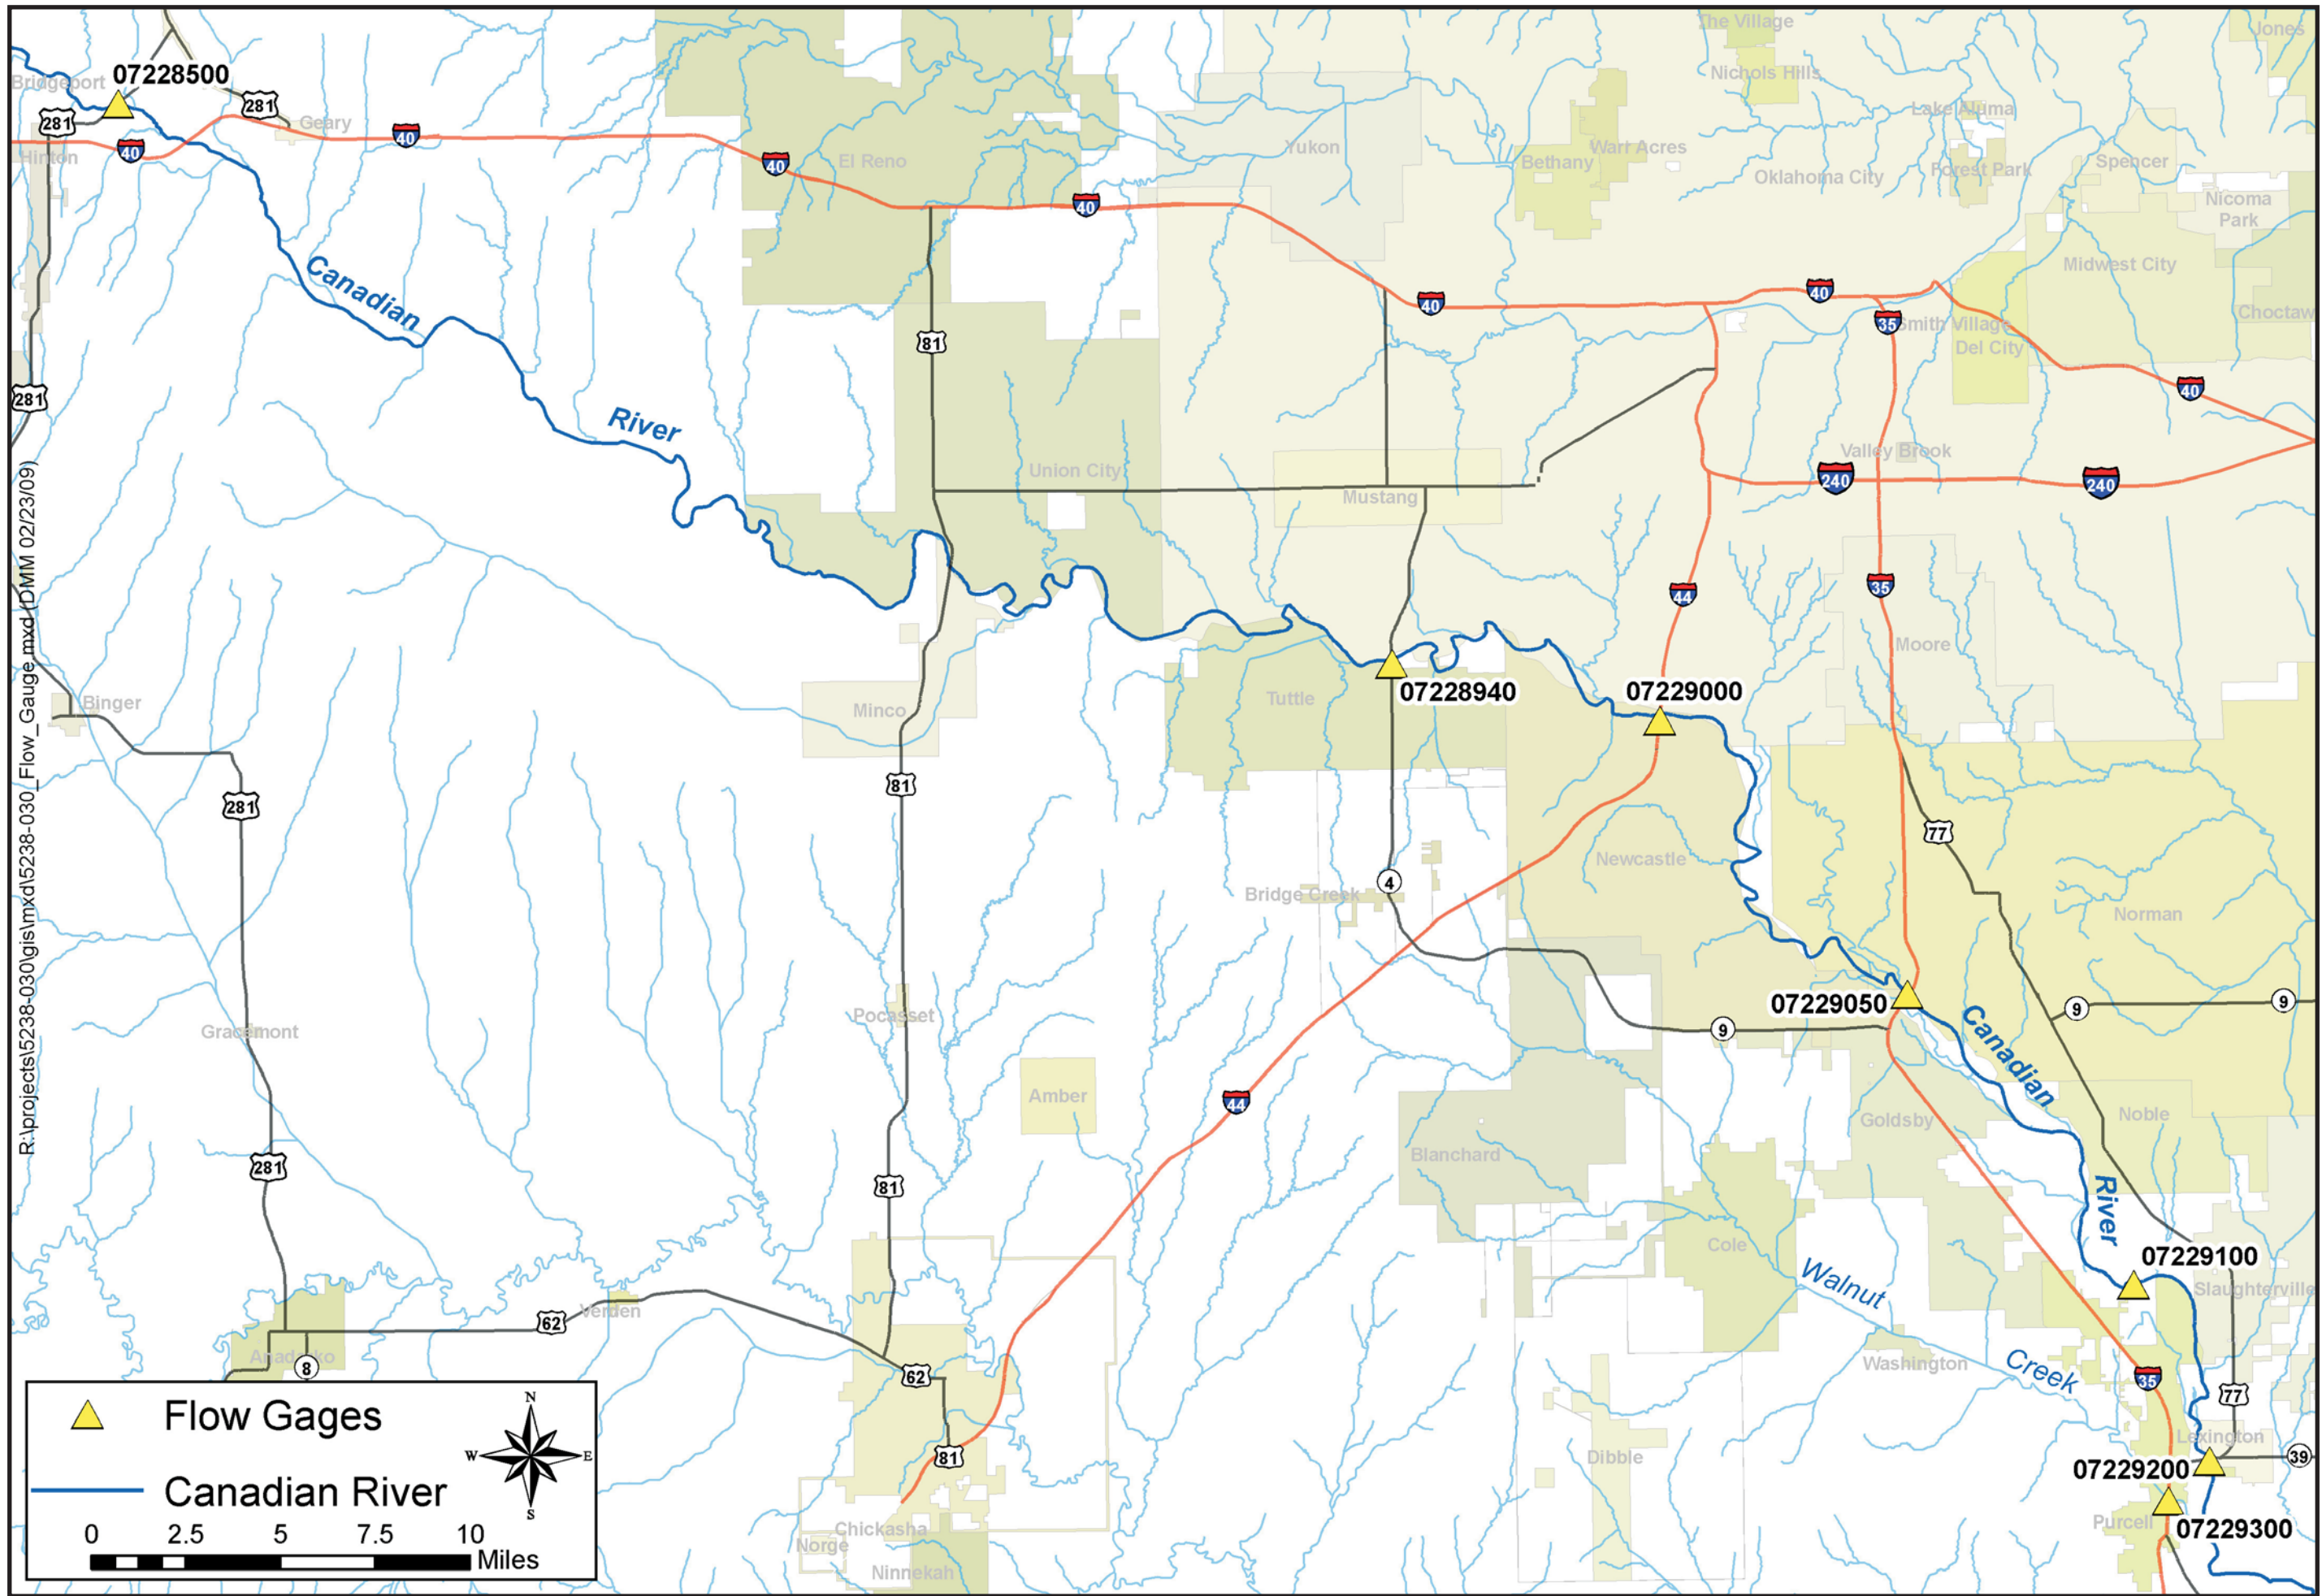 The Village
Jones
Nichols Hills
07228500
Bridgeport
281
281
Geary
Lake Aluma
40
40
40
40
Hinton
El Reno
Yukon
Bethany
Warr Acres
Oklahoma City
Forest Park
Spencer
Nicoma
Park
Midwest City
Choctaw
Canadian
40
40
35
Smith Village
Del City
81
40
281
River
Union City
Mustang
Valley Brook
240
240
44
35
Moore
Binger
Minco
Tuttle
07228940
07229000
281
81
77
Newcastle
Bridge Creek
4
Norman
07229050
9
9
9
Canadian
Gracemont
Pocasset
Amber
44
Goldsby
Noble
Blanchard
281
81
River
Cole
07229100
Walnut
Slaughterville
Creek
Washington
62
Verden
Anadarko
8
62
35
77
81
Lexington
39
Dibble
07229200
Purcell
07229300
Chickasha
Norge
Ninnekah
Flow Gages
N
W
E
S
Canadian River
0 2.5 5 7.5 10
Miles
R:\projects\5238-030\gis\mxd\5238-030_Flow_Gauge.mxd (DMM 02/23/09)